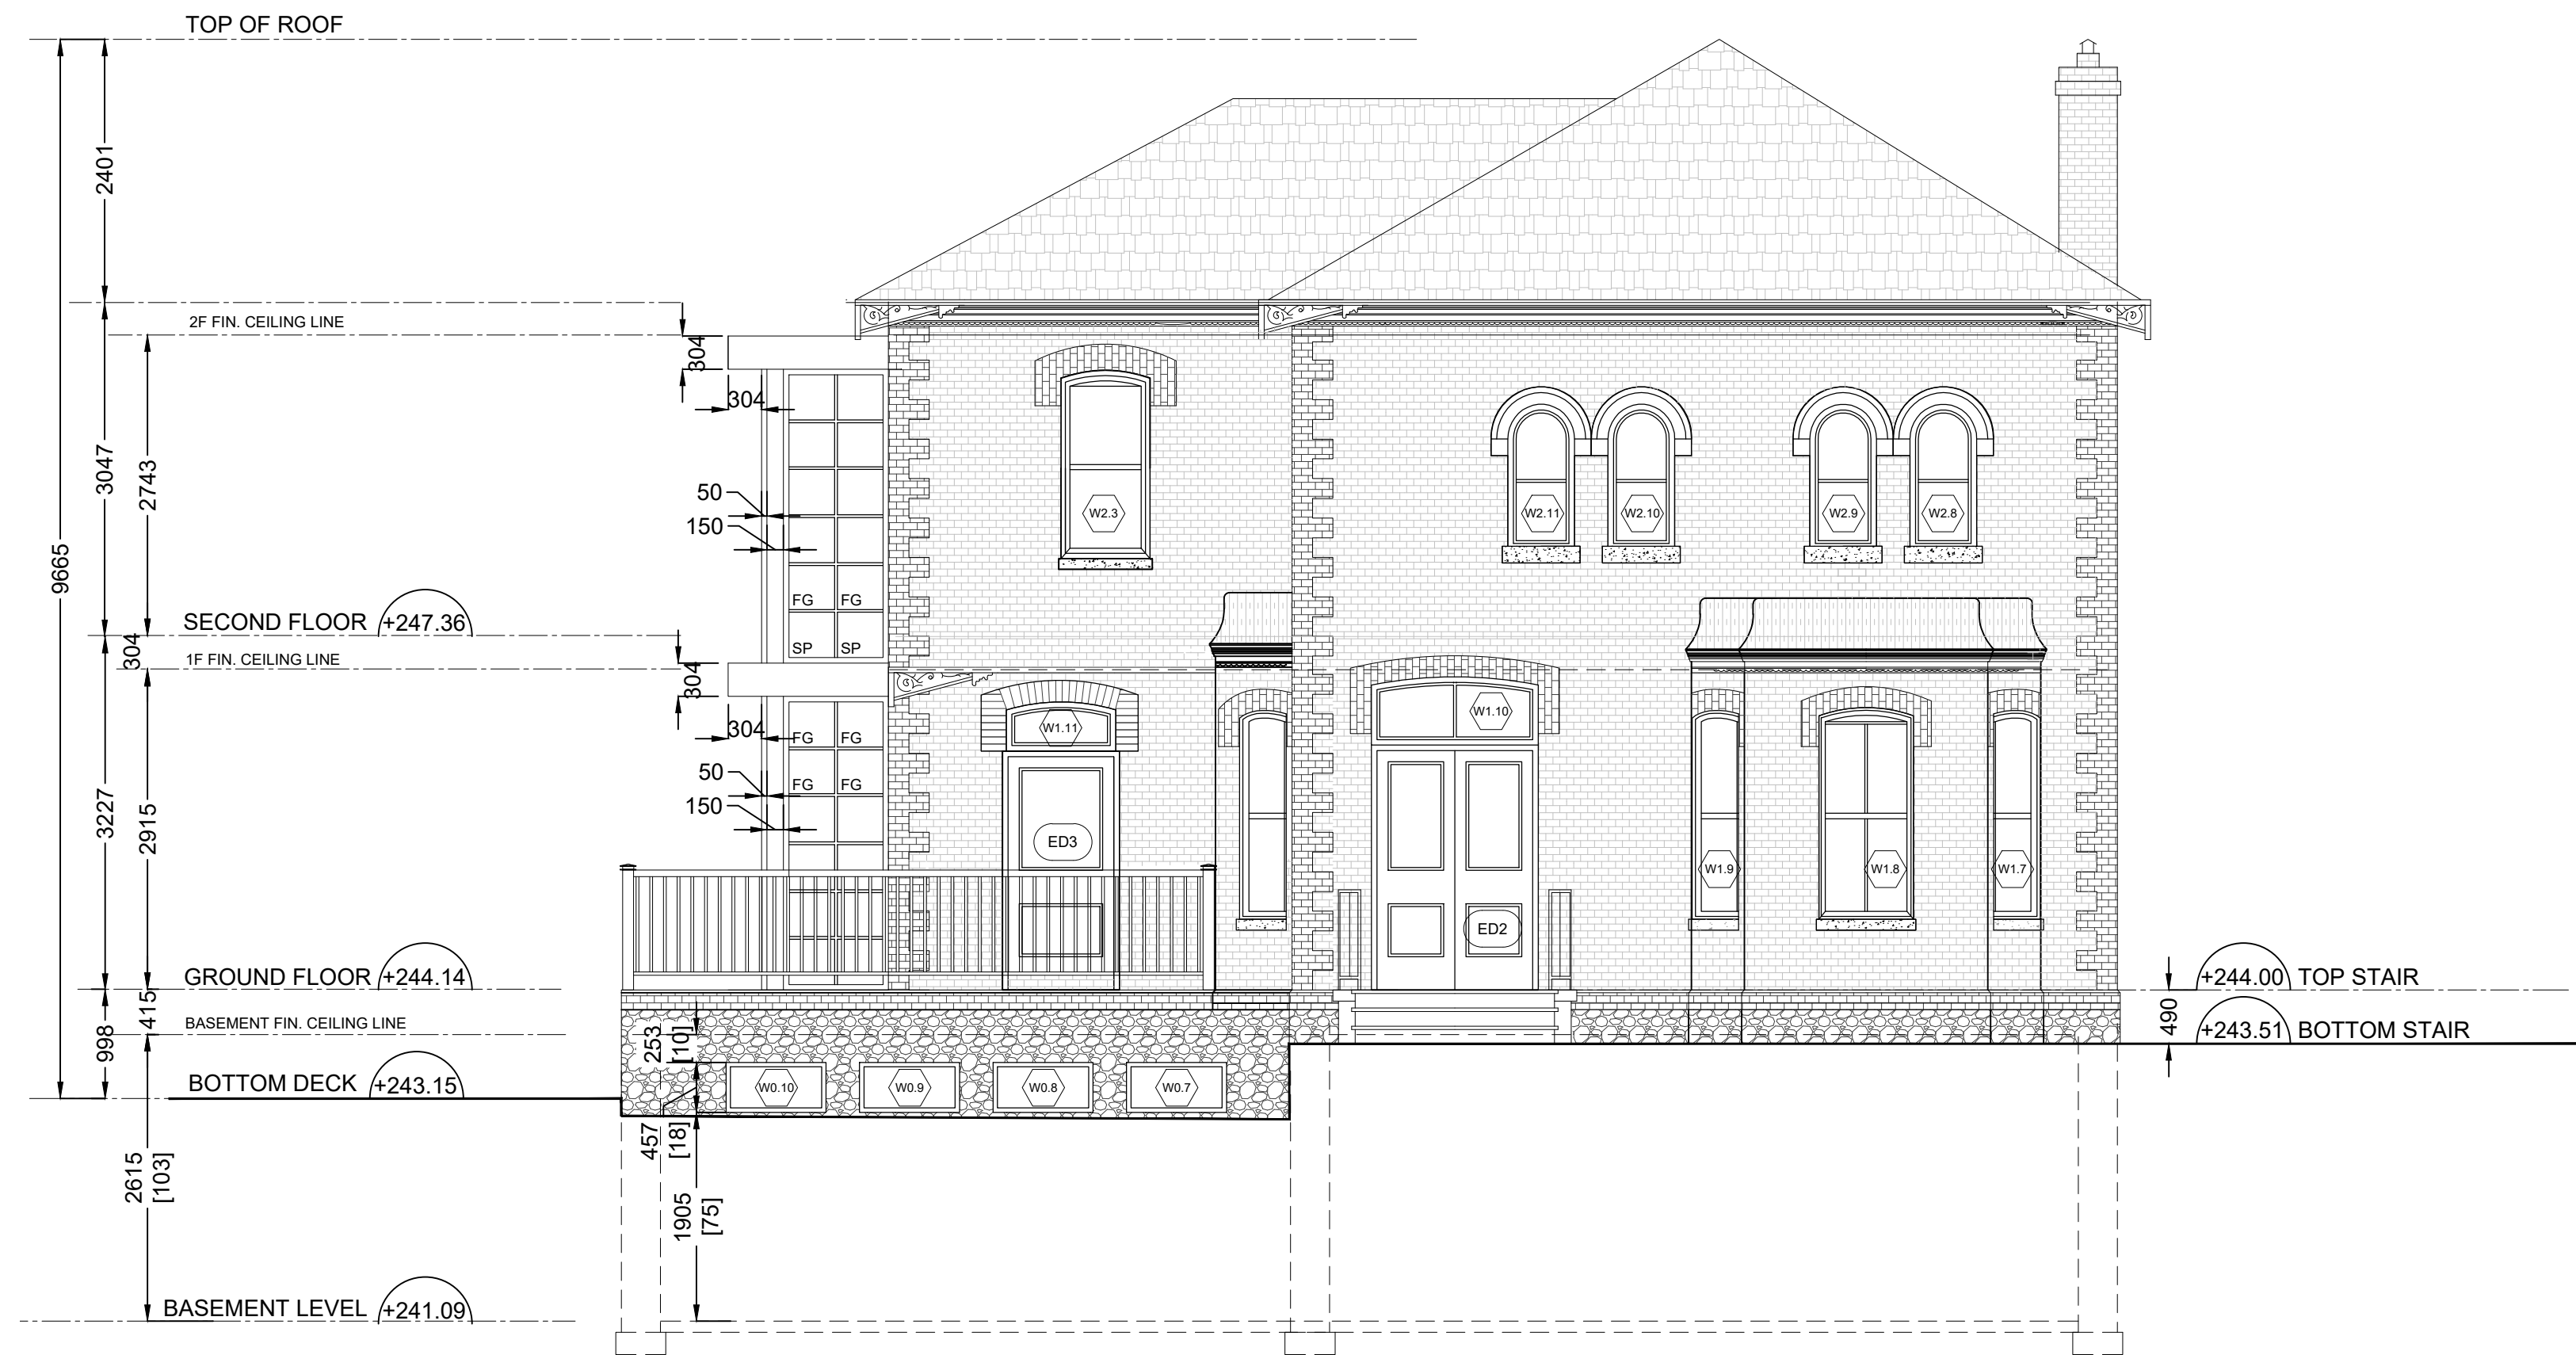 TOP OF ROOF
2401
2F FIN. CEILING LINE
304
304
3047
2743
9665
50
150
W2.3
W2.11
W2.10
W2.9
W2.8
FG FG
SP SP
SECOND FLOOR +247.36
304
1F FIN. CEILING LINE
304
304
FG FG
FG FG
50
150
3227
2915
W1.11
W1.10
ED3
ED2
W1.9
W1.8
W1.7
GROUND FLOOR +244.14
+244.00 TOP STAIR
415
998
BASEMENT FIN. CEILING LINE
253
[10]
490
+243.51 BOTTOM STAIR
BOTTOM DECK +243.15
W0.10
W0.9
W0.8
W0.7
457
[18]
2615
[103]
1905
[75]
BASEMENT LEVEL +241.09